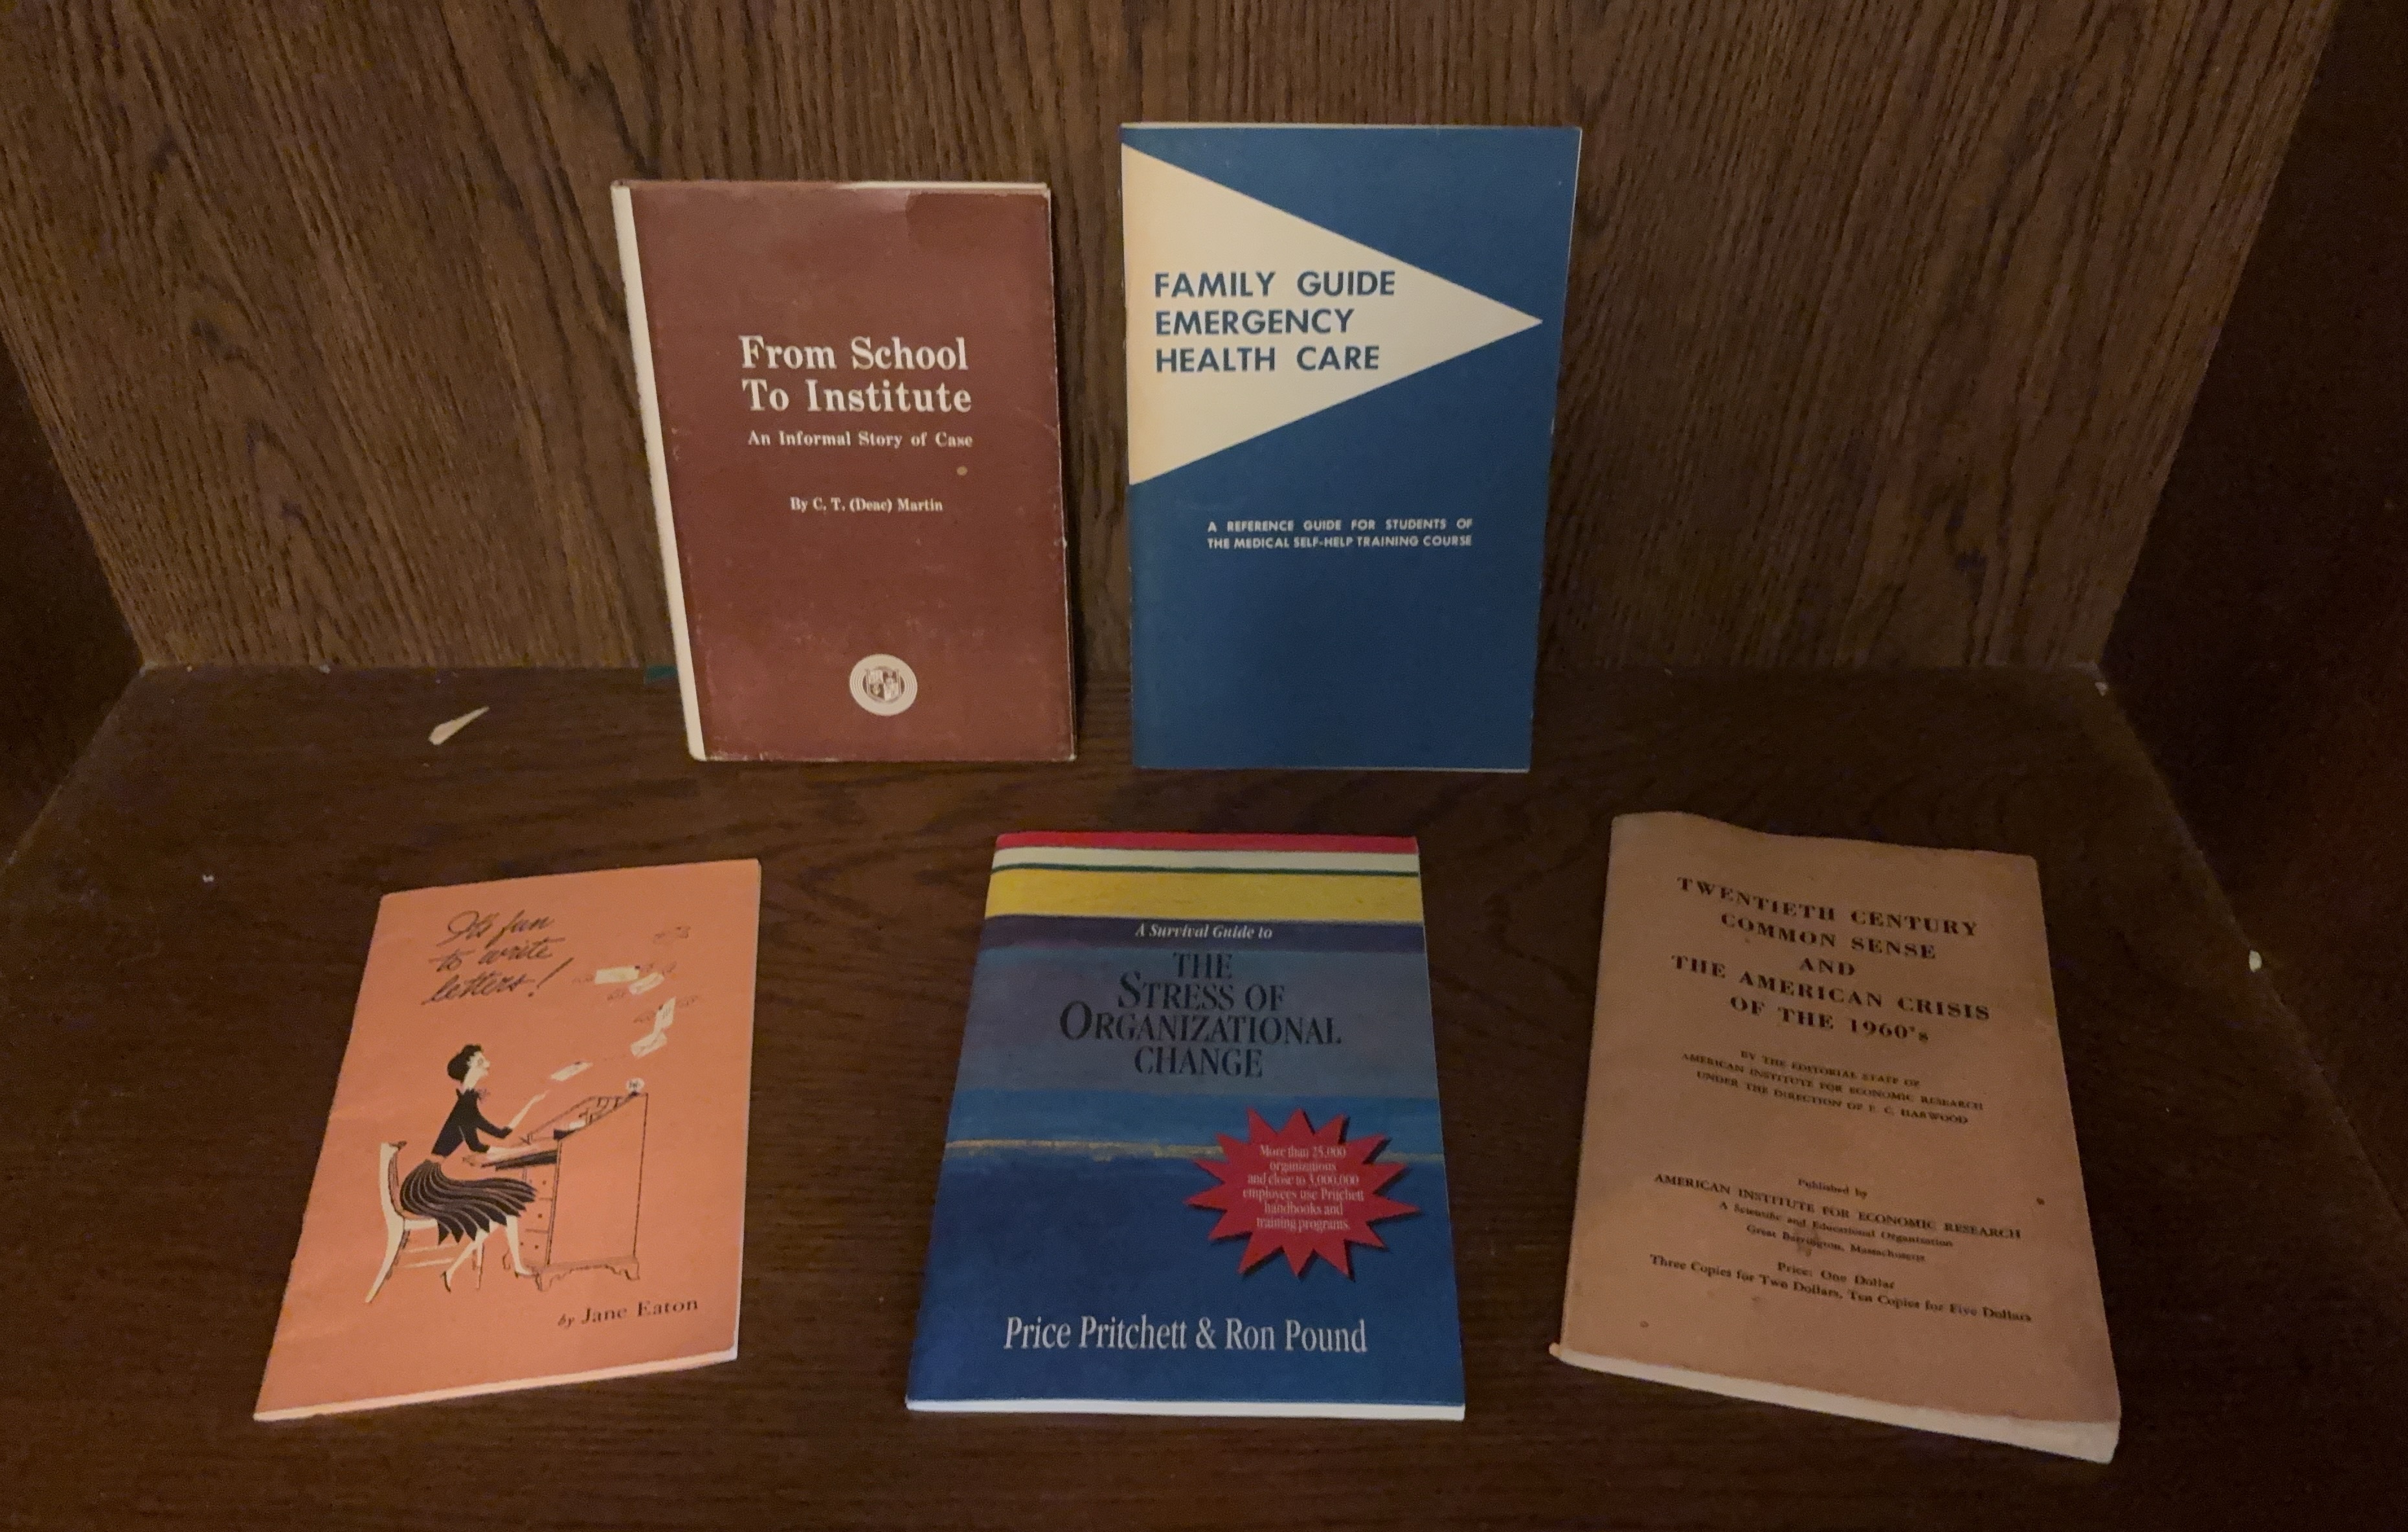 From School
To Institute
An Informal Story of Case
By C. T. (Deac) Martin
FAMILY GUIDE
EMERGENCY
HEALTH CARE
A REFERENCE GUIDE FOR STUDENTS OF
THE MEDICAL SELF-HELP TRAINING COURSE
It's fun
to write
letters!
by Jane Eaton
A Survival Guide to
THE
STRESS OF
ORGANIZATIONAL
CHANGE
More than 25,000
organizations
and close to 3,000,000
employees use Pritchett
handbooks and
training programs.
Price Pritchett & Ron Pound
TWENTIETH CENTURY
COMMON SENSE
AND
THE AMERICAN CRISIS
OF THE 1960's
BY THE EDITORIAL STAFF OF
AMERICAN INSTITUTE FOR ECONOMIC RESEARCH
UNDER THE DIRECTION OF E. C. HARWOOD
Published by
AMERICAN INSTITUTE FOR ECONOMIC RESEARCH
A Scientific and Educational Organization
Great Barrington, Massachusetts
Price: One Dollar
Three Copies for Two Dollars, Ten Copies for Five Dollars